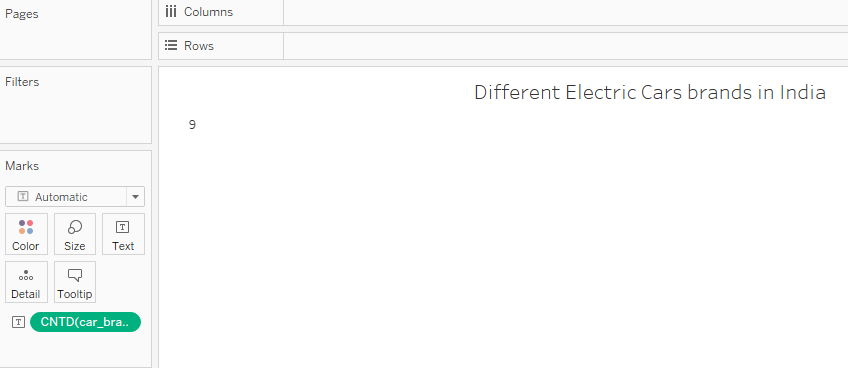 Pages
Columns
Rows
Filters
Different Electric Cars brands in India
9
Marks
Automatic
Color Size Text
Detail Tooltip
CNTD(car_bra..